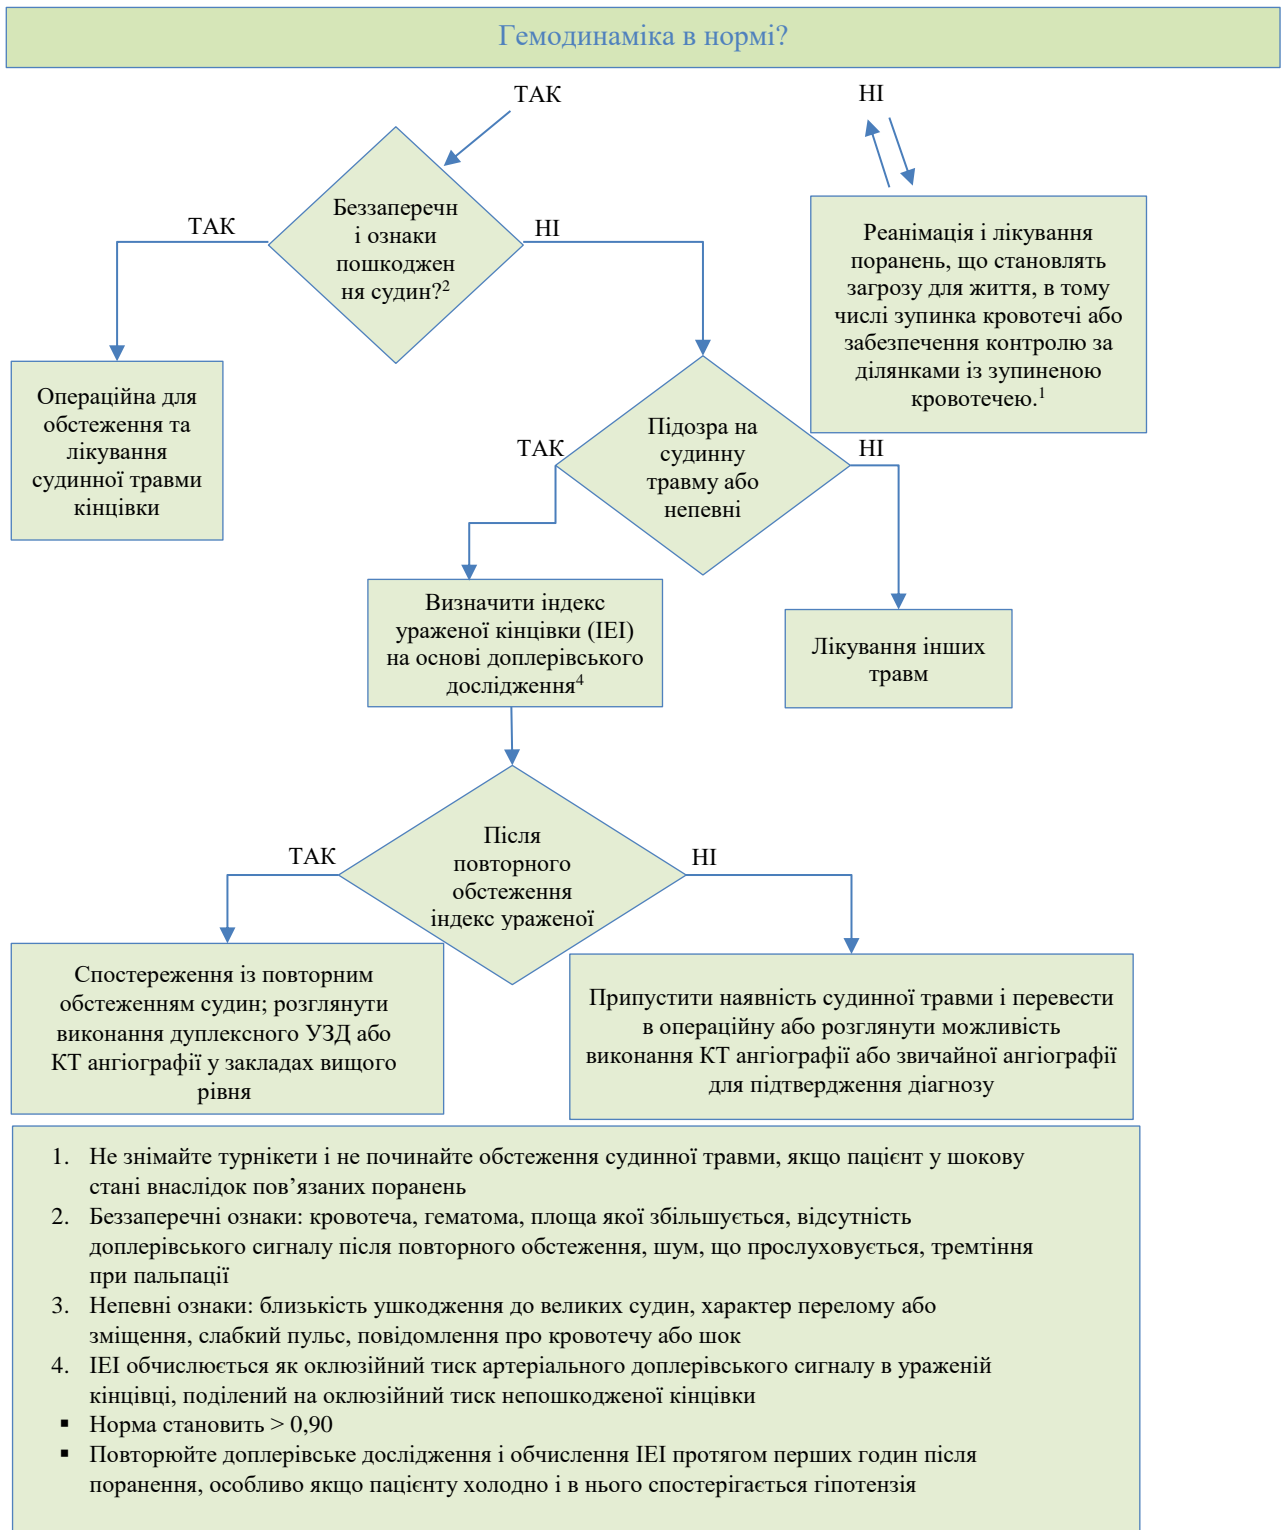 Гемодинаміка в нормі?
ТАК
НІ
Беззаперечн
і ознаки
пошкоджен
ня судин?2
ТАК
НІ
Реанімація і лікування
поранень, що становлять
загрозу для життя, в тому
числі зупинка кровотечі або
забезпечення контролю за
ділянками із зупиненою
кровотечею.1
Операційна для
обстеження та
лікування
судинної травми
кінцівки
Підозра на
судинну
травму або
непевні
ТАК
НІ
Визначити індекс
ураженої кінцівки (ІЕІ)
на основі доплерівського
дослідження4
Лікування інших
травм
Після
повторного
обстеження
індекс ураженої
ТАК
НІ
Спостереження із повторним
обстеженням судин; розглянути
виконання дуплексного УЗД або
КТ ангіографії у закладах вищого
рівня
Припустити наявність судинної травми і перевести
в операційну або розглянути можливість
виконання КТ ангіографії або звичайної ангіографії
для підтвердження діагнозу
1. Не знімайте турнікети і не починайте обстеження судинної травми, якщо пацієнт у шокову
стані внаслідок пов’язаних поранень
2. Беззаперечні ознаки: кровотеча, гематома, площа якої збільшується, відсутність
доплерівського сигналу після повторного обстеження, шум, що прослуховується, тремтіння
при пальпації
3. Непевні ознаки: близькість ушкодження до великих судин, характер перелому або
зміщення, слабкий пульс, повідомлення про кровотечу або шок
4. ІЕІ обчислюється як оклюзійний тиск артеріального доплерівського сигналу в ураженій
кінцівці, поділений на оклюзійний тиск непошкодженої кінцівки
▪ Норма становить > 0,90
▪ Повторюйте доплерівське дослідження і обчислення ІЕІ протягом перших годин після
поранення, особливо якщо пацієнту холодно і в нього спостерігається гіпотензія